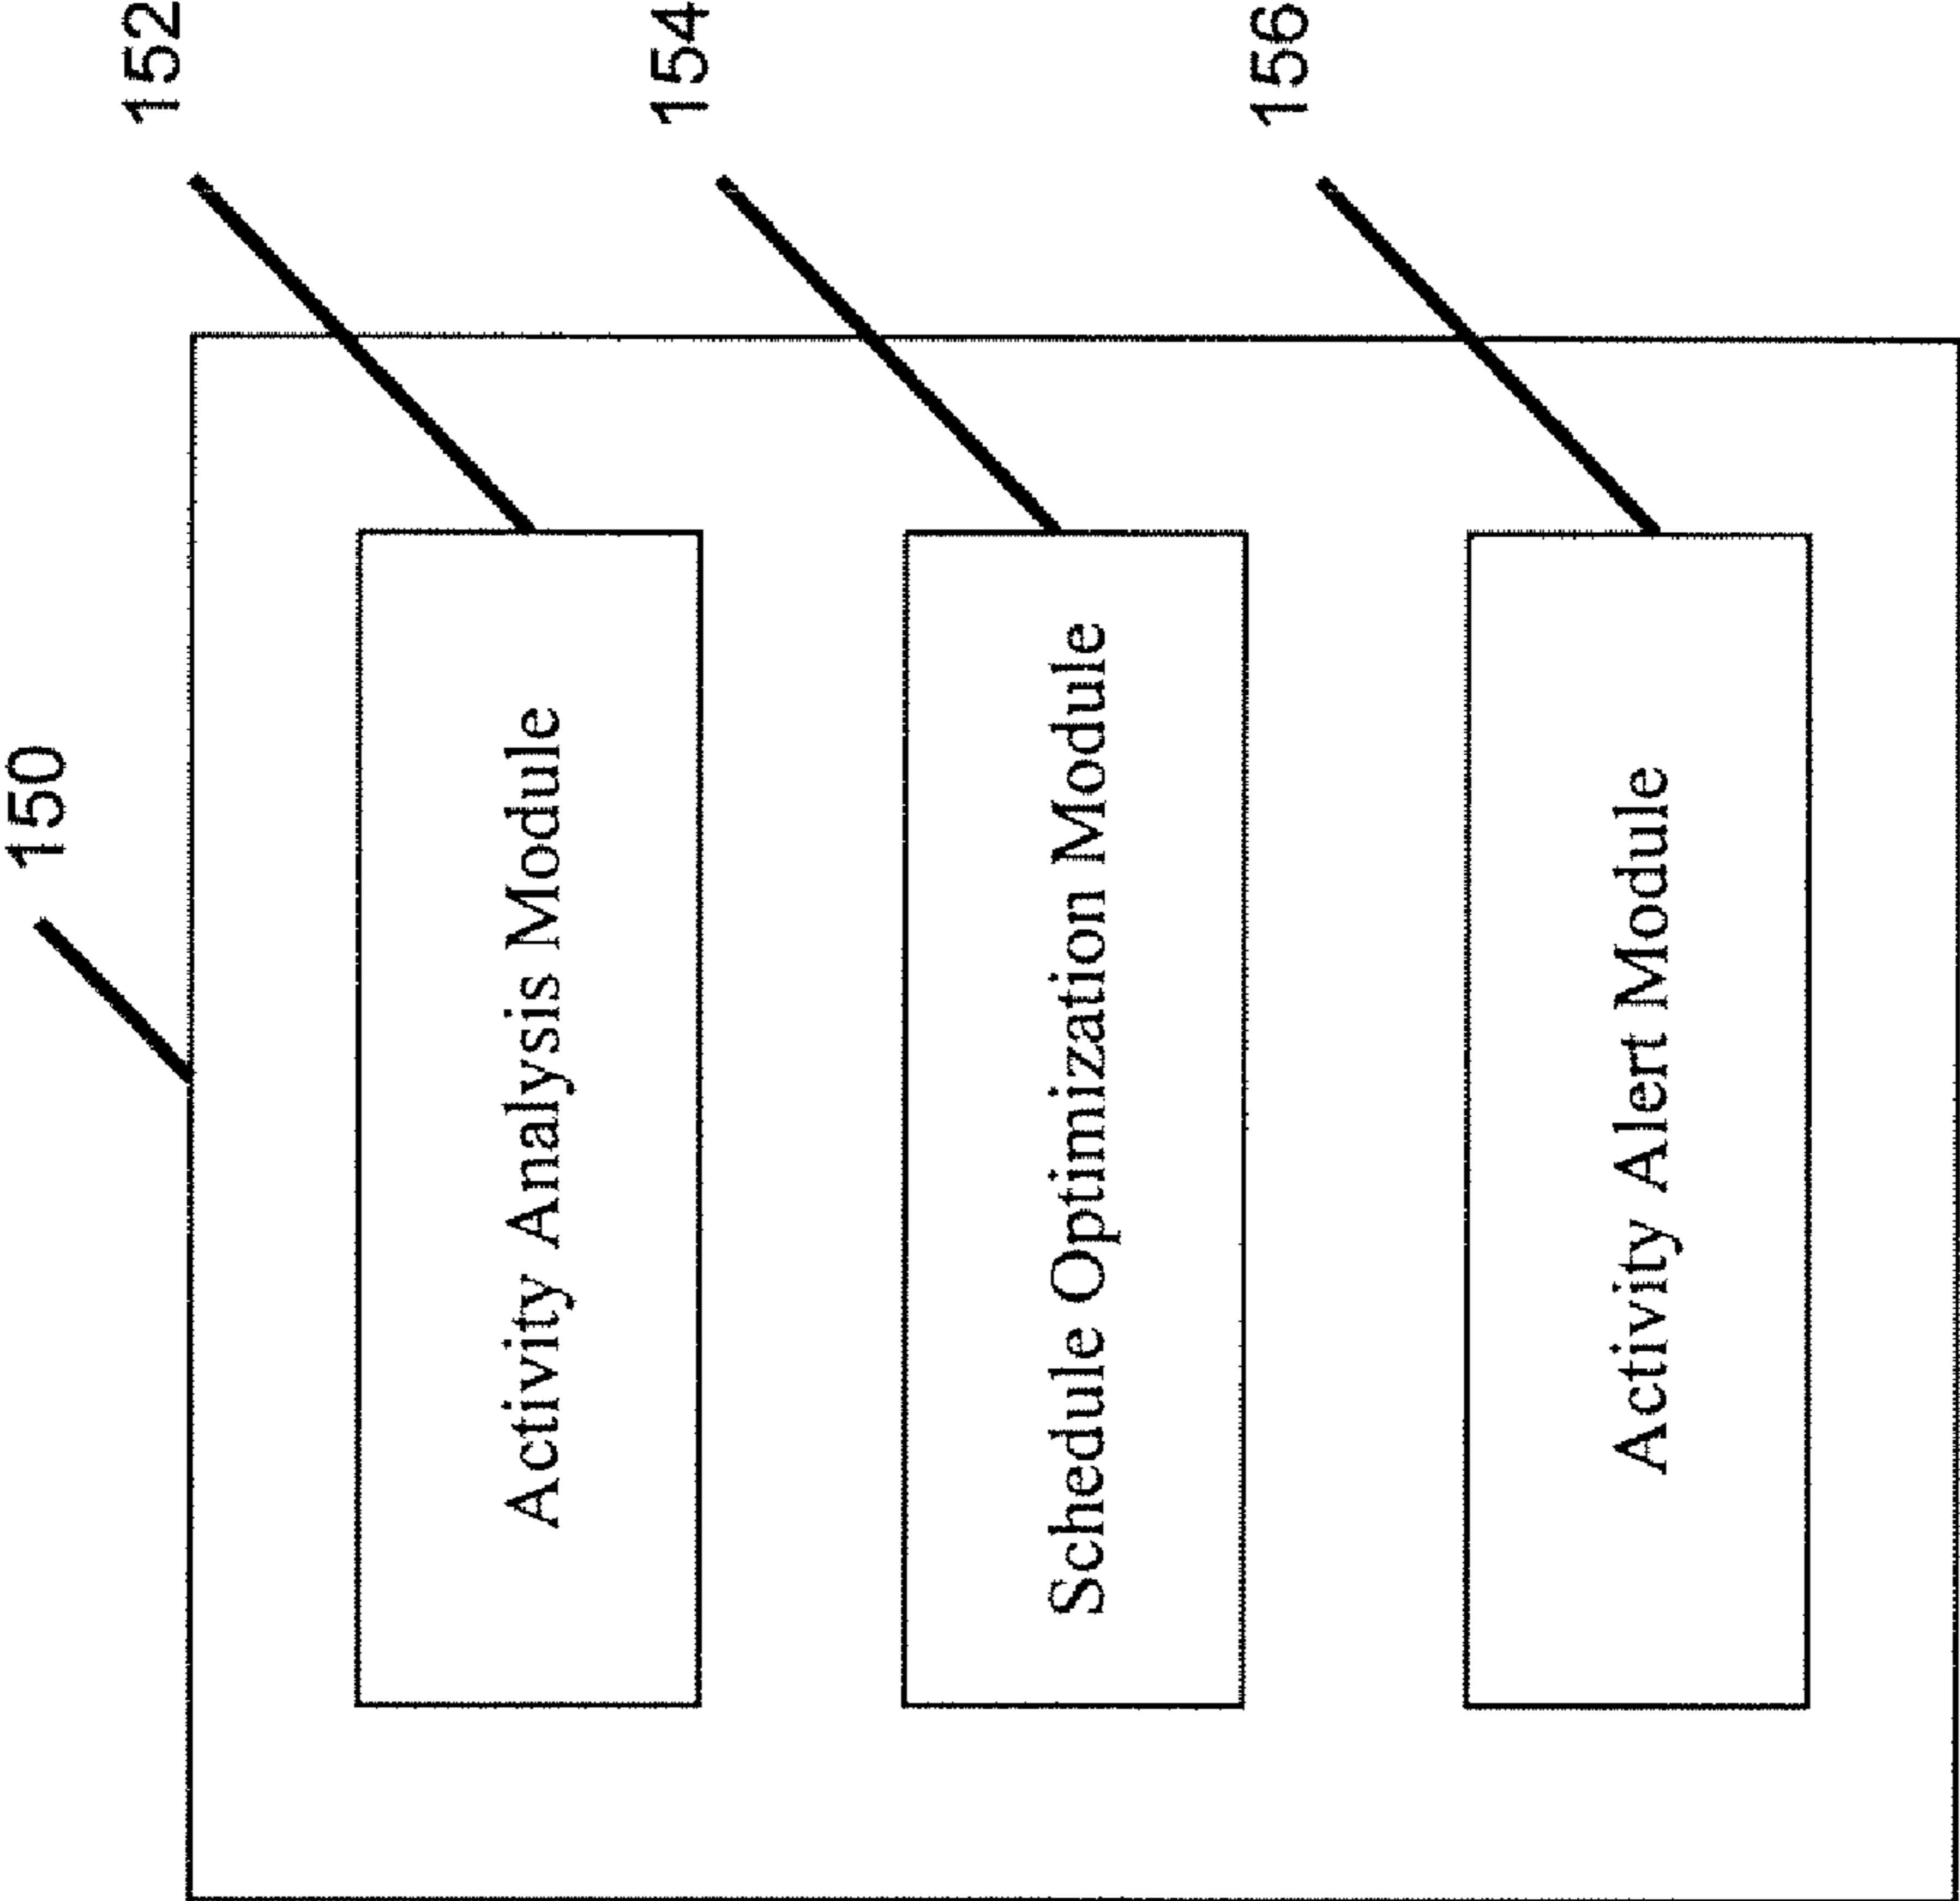 150
152
Activity Analysis Module
154
Schedule Optimization Module
156
Activity Alert Module